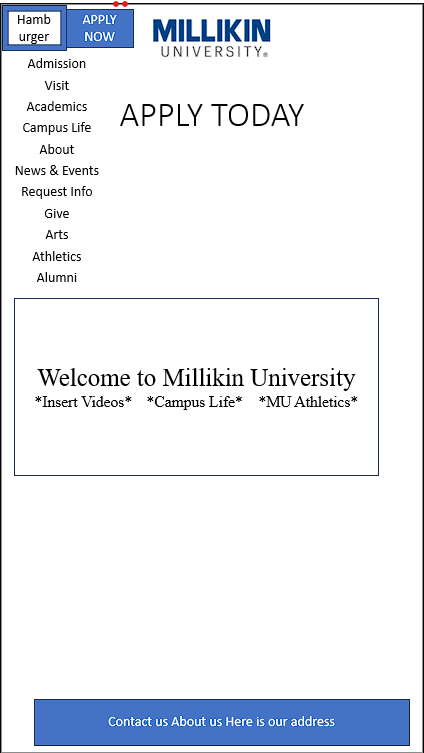 Hamb
urger
APPLY
NOW
MILLIKIN
UNIVERSITY®
Admission
Visit
Academics
Campus Life
About
News & Events
Request Info
Give
Arts
Athletics
Alumni
APPLY TODAY
Welcome to Millikin University
*Insert Videos* *Campus Life* *MU Athletics*
Contact us About us Here is our address